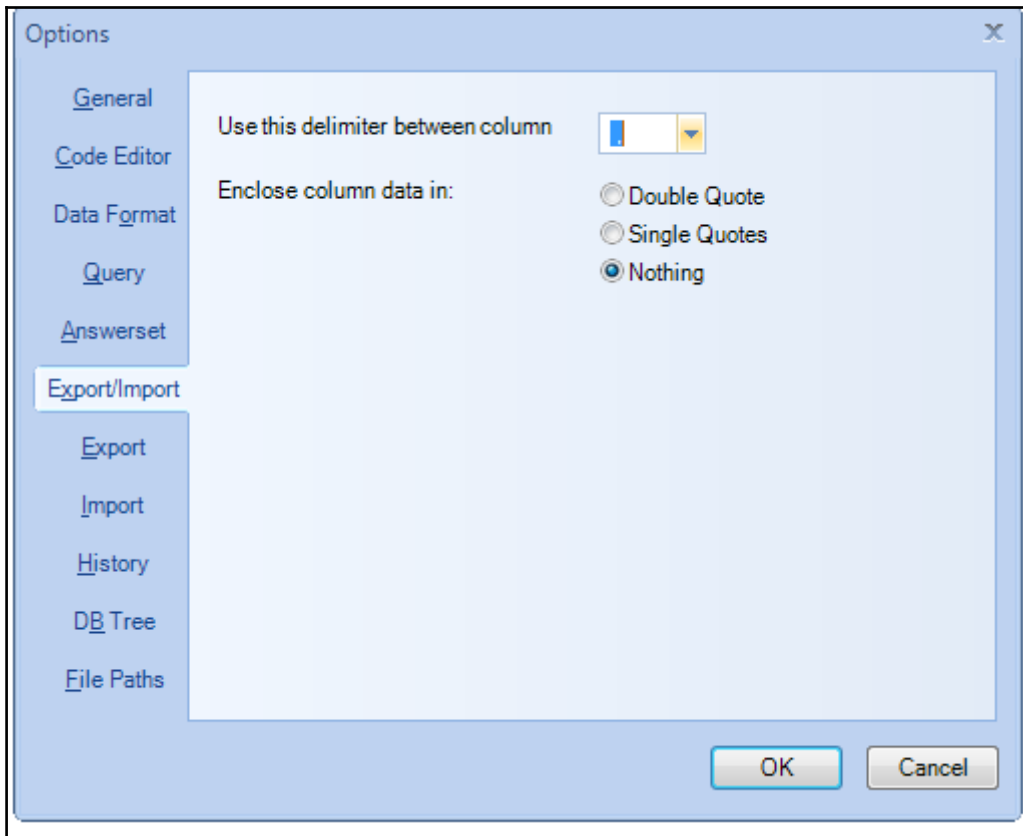 Options
General
Code Editor
Data Format
Query
Answerset
Export/Import
Export
Import
History
DB Tree
File Paths
Use this delimiter between column
,
Enclose column data in:
Double Quote
Single Quotes
Nothing
OK
Cancel